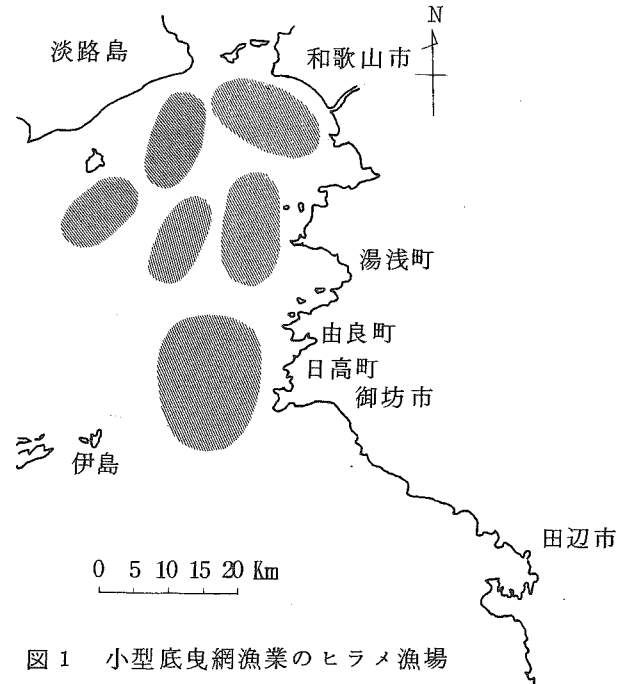 N
淡路島
和歌山市
湯浅町
由良町
日高町
御坊市
伊島
田辺市
0 5 10 15 20 Km
図1 小型底曳網漁業のヒラメ漁場